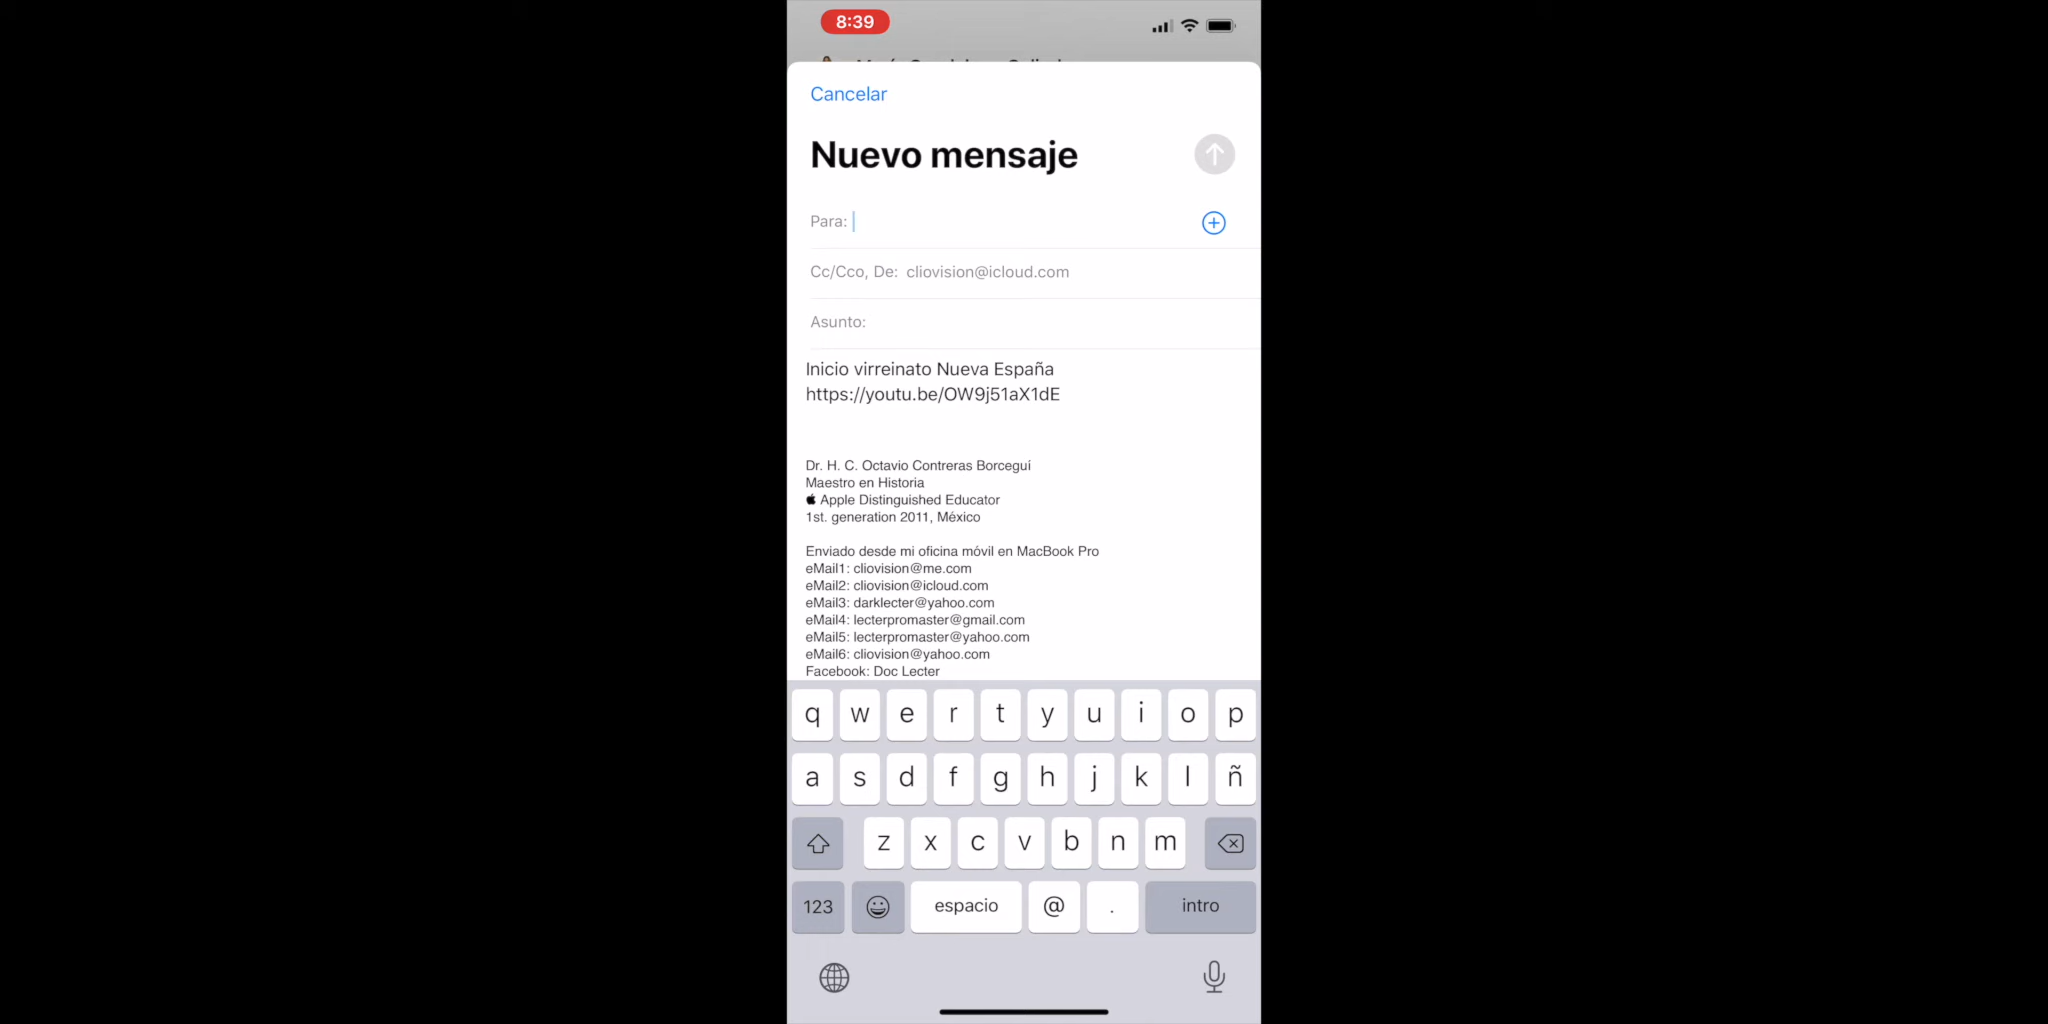 8:39
Cancelar
Nuevo mensaje
Para:
Cc/Cco, De: cliovision@icloud.com
Asunto:
Inicio virreinato Nueva España
https://youtu.be/OW9j51aX1dE
Dr. H. C. Octavio Contreras Borceguí
Maestro en Historia
Apple Distinguished Educator
1st. generation 2011, México
Enviado desde mi oficina móvil en MacBook Pro
eMail1: cliovision@me.com
eMail2: cliovision@icloud.com
eMail3: darklecter@yahoo.com
eMail4: lecterpromaster@gmail.com
eMail5: lecterpromaster@yahoo.com
eMail6: cliovision@yahoo.com
Facebook: Doc Lecter
q w e r t y u i o p
a s d f g h j k l ñ
z x c v b n m
123 espacio @ . intro